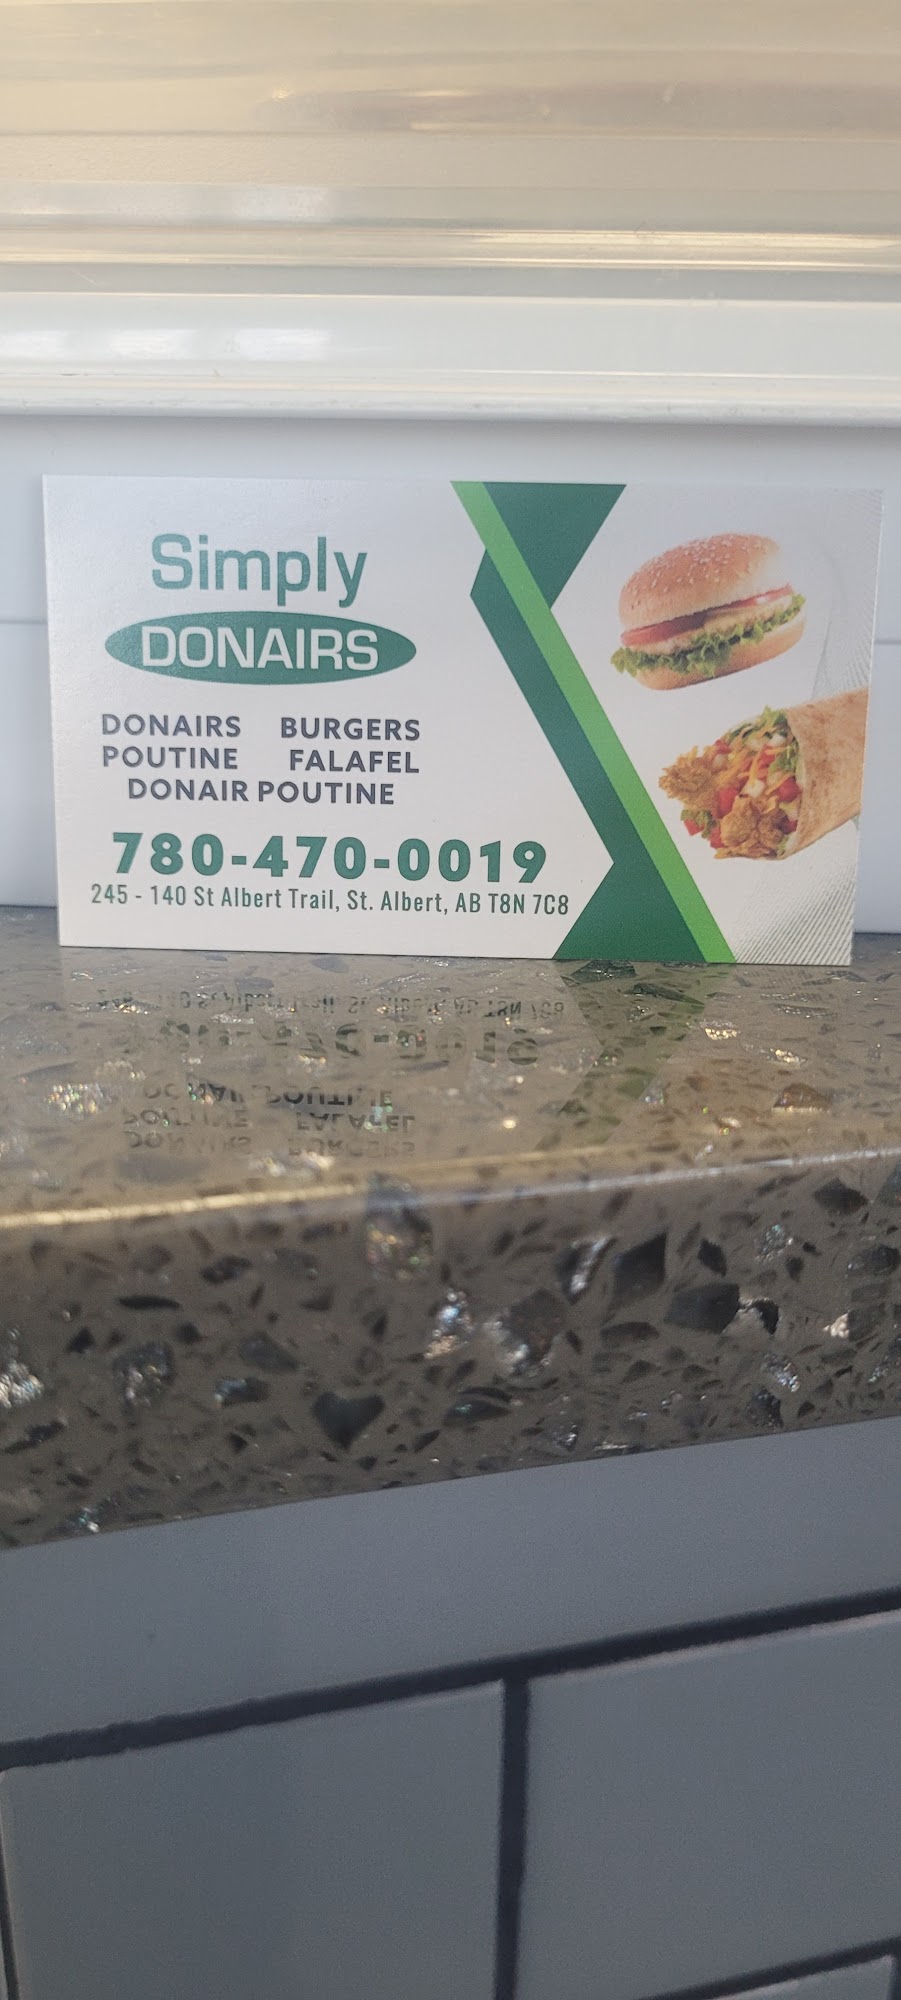 Simply
DONAIRS
DONAIRS BURGERS
POUTINE FALAFEL
DONAIR POUTINE
780-470-0019
245 - 140 St Albert Trail, St. Albert, AB T8N 7C8